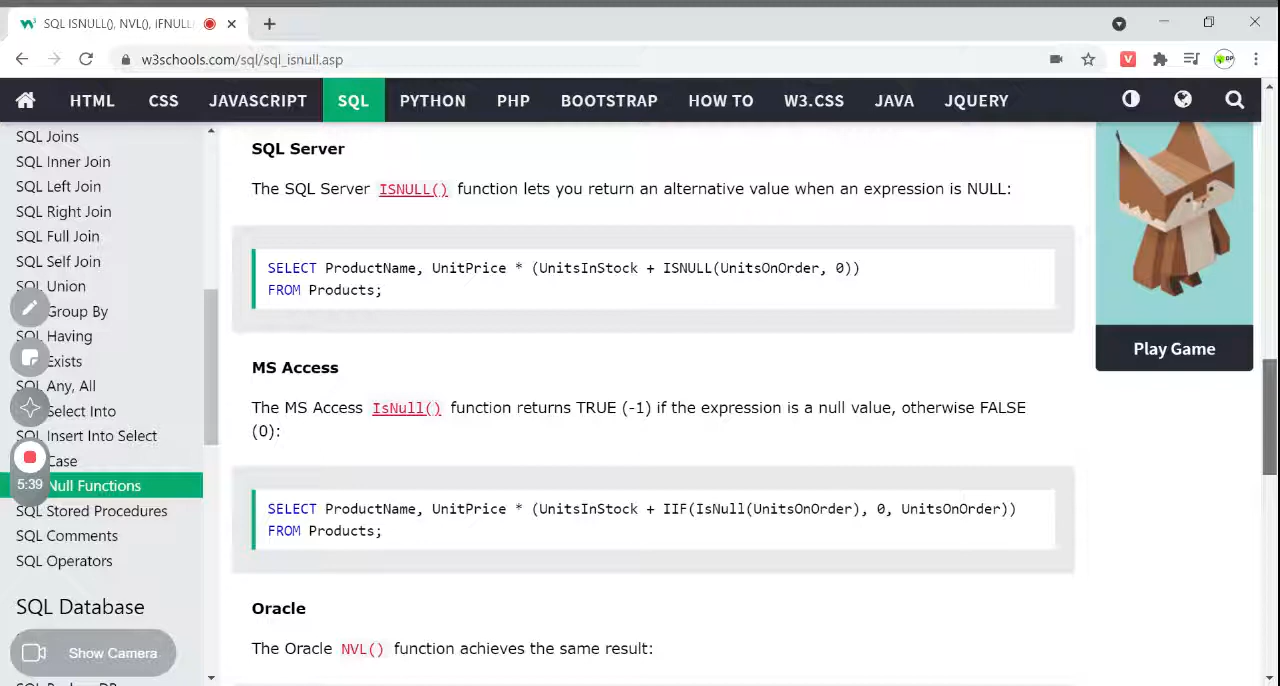 SQL ISNULL(), NVL(), IFNULL
w3schools.com/sql/sql_isnull.asp
V
HTML CSS JAVASCRIPT SQL PYTHON PHP BOOTSTRAP HOW TO W3.CSS JAVA JQUERY
SQL Joins
SQL Inner Join
SQL Left Join
SQL Right Join
SQL Full Join
SQL Self Join
SQL Union
Group By
SQL Having
Exists
SQL Any, All
Select Into
SQL Insert Into Select
Case
Null Functions
SQL Stored Procedures
SQL Comments
SQL Operators
SQL Database
5:39
Show Camera
SQL Server
The SQL Server ISNULL() function lets you return an alternative value when an expression is NULL:
SELECT ProductName, UnitPrice * (UnitsInStock + ISNULL(UnitsOnOrder, 0))
FROM Products;
MS Access
The MS Access IsNull() function returns TRUE (-1) if the expression is a null value, otherwise FALSE
(0):
SELECT ProductName, UnitPrice * (UnitsInStock + IIF(IsNull(UnitsOnOrder), 0, UnitsOnOrder))
FROM Products;
Oracle
The Oracle NVL() function achieves the same result:
Play Game